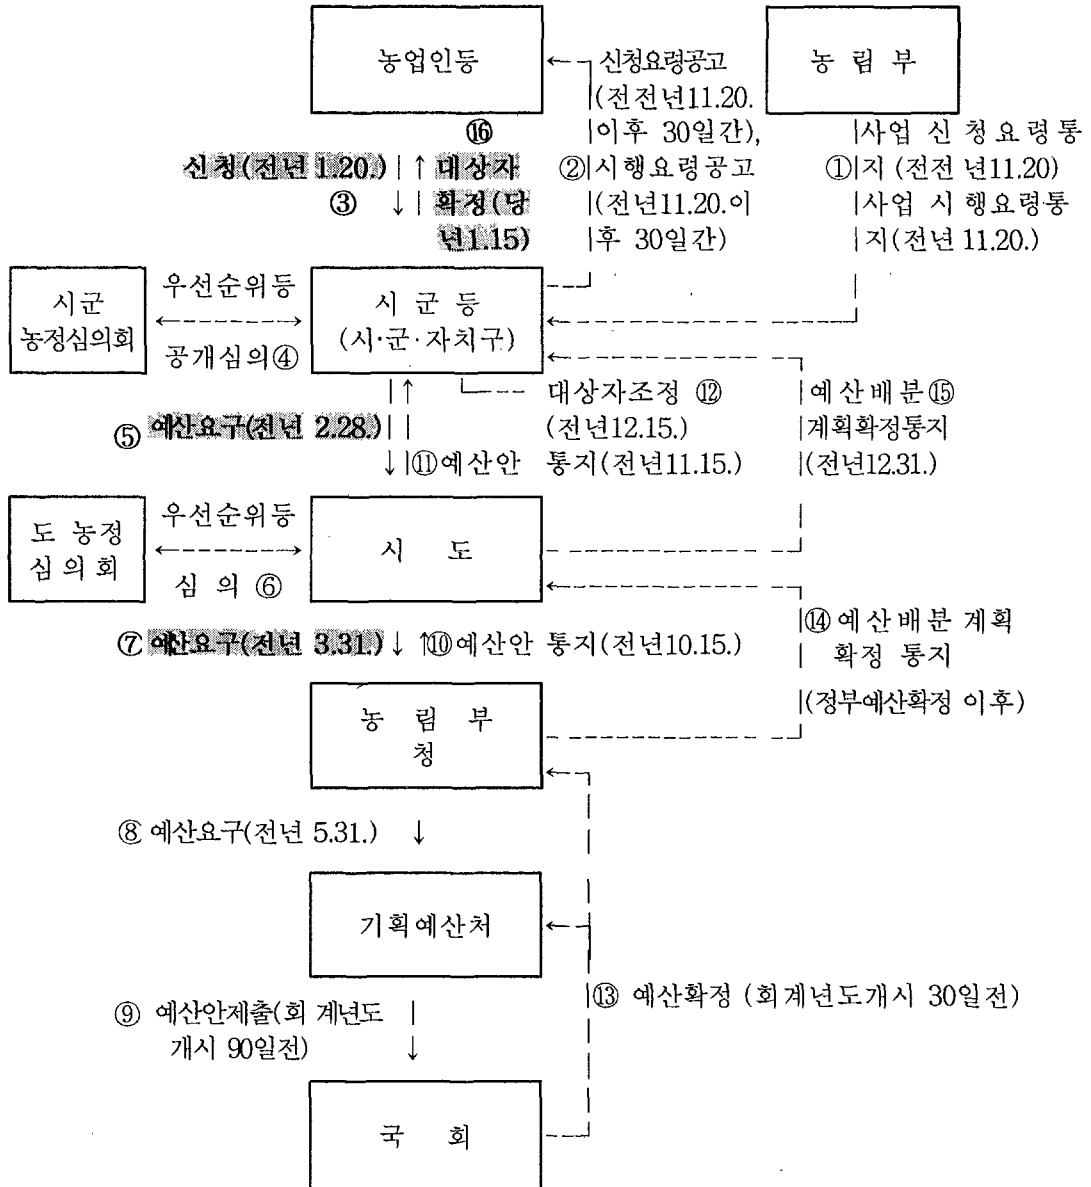 농업인등
신청요령공고
농 림 부
(전전년11.20.
⑯
이후 30일간),
사업 신 청요령통
신청(전년 1.20.)
대상자
②시행요령공고
①지 (전전 년11.20)
③
확정(당
(전년11.20.이
사업 시 행요령통
년1.15)
후 30일간)
지(전년 11.20.)
시군
농정심의회
우선순위등
공개심의④
시 군 등
(시·군·자치구)
대상자조정 ⑫
(전년12.15.)
예산배분⑮
계획확정통지
(전년12.31.)
⑤ 예산요구(전년 2.28.)
⑪예산안 통지(전년11.15.)
도 농정
심의회
우선순위등
심 의 ⑥
시 도
⑦ 예산요구(전년 3.31.)
⑩예산안 통지(전년10.15.)
⑭예산배분 계획
확정 통지
(정부예산확정 이후)
농 림 부
청
⑧ 예산요구(전년 5.31.)
기획예산처
⑨ 예산안제출(회 계년도
개시 90일전)
⑬ 예산확정 (회계년도개시 30일전)
국 회